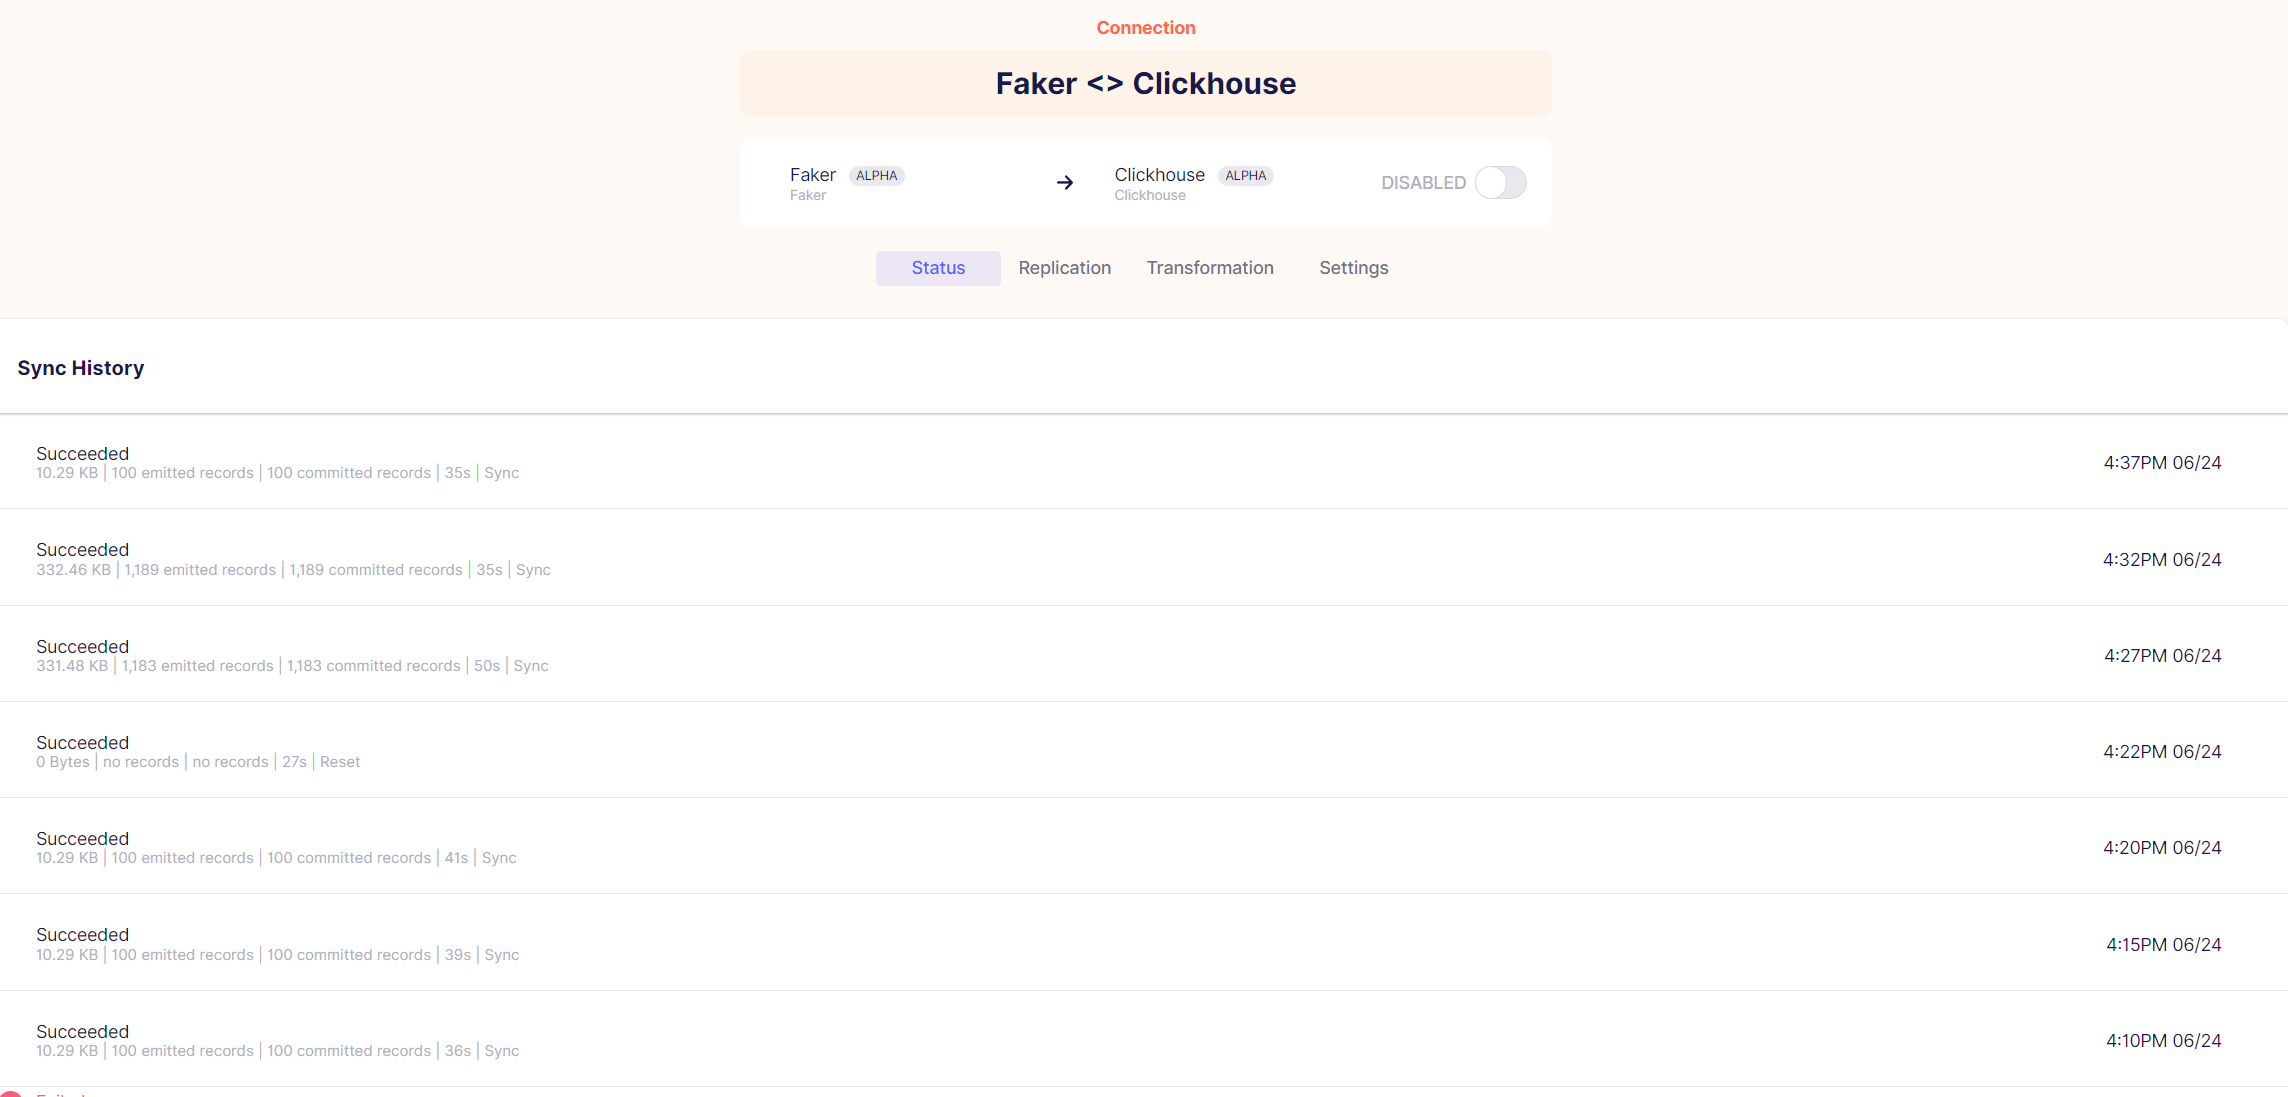 Connection
Faker <> Clickhouse
Faker ALPHA
Faker
Clickhouse ALPHA
Clickhouse
DISABLED
Status Replication Transformation Settings
Sync History
Succeeded
10.29 KB | 100 emitted records | 100 committed records | 35s | Sync
4:37PM 06/24
Succeeded
332.46 KB | 1,189 emitted records | 1,189 committed records | 35s | Sync
4:32PM 06/24
Succeeded
331.48 KB | 1,183 emitted records | 1,183 committed records | 50s | Sync
4:27PM 06/24
Succeeded
0 Bytes | no records | no records | 27s | Reset
4:22PM 06/24
Succeeded
10.29 KB | 100 emitted records | 100 committed records | 41s | Sync
4:20PM 06/24
Succeeded
10.29 KB | 100 emitted records | 100 committed records | 39s | Sync
4:15PM 06/24
Succeeded
10.29 KB | 100 emitted records | 100 committed records | 36s | Sync
4:10PM 06/24